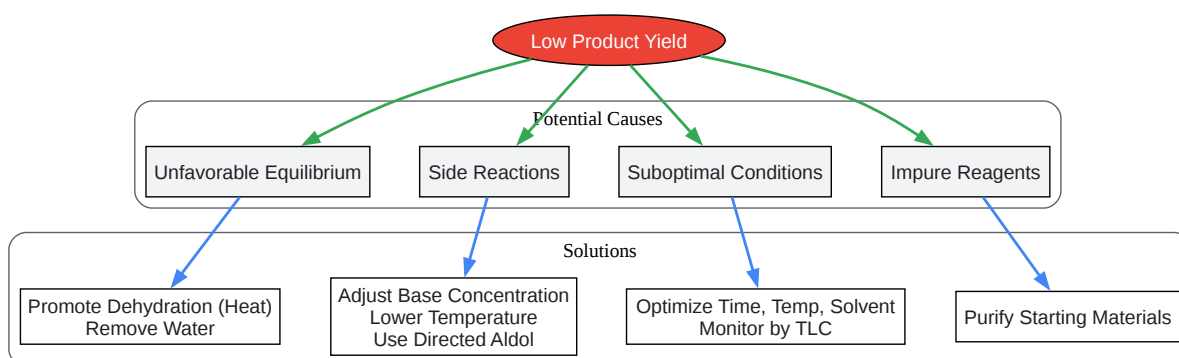 Low Product Yield
Potential Causes
Unfavorable Equilibrium
Side Reactions
Suboptimal Conditions
Impure Reagents
Solutions
Promote Dehydration (Heat)
Remove Water
Adjust Base Concentration
Lower Temperature
Use Directed Aldol
Optimize Time, Temp, Solvent
Monitor by TLC
Purify Starting Materials